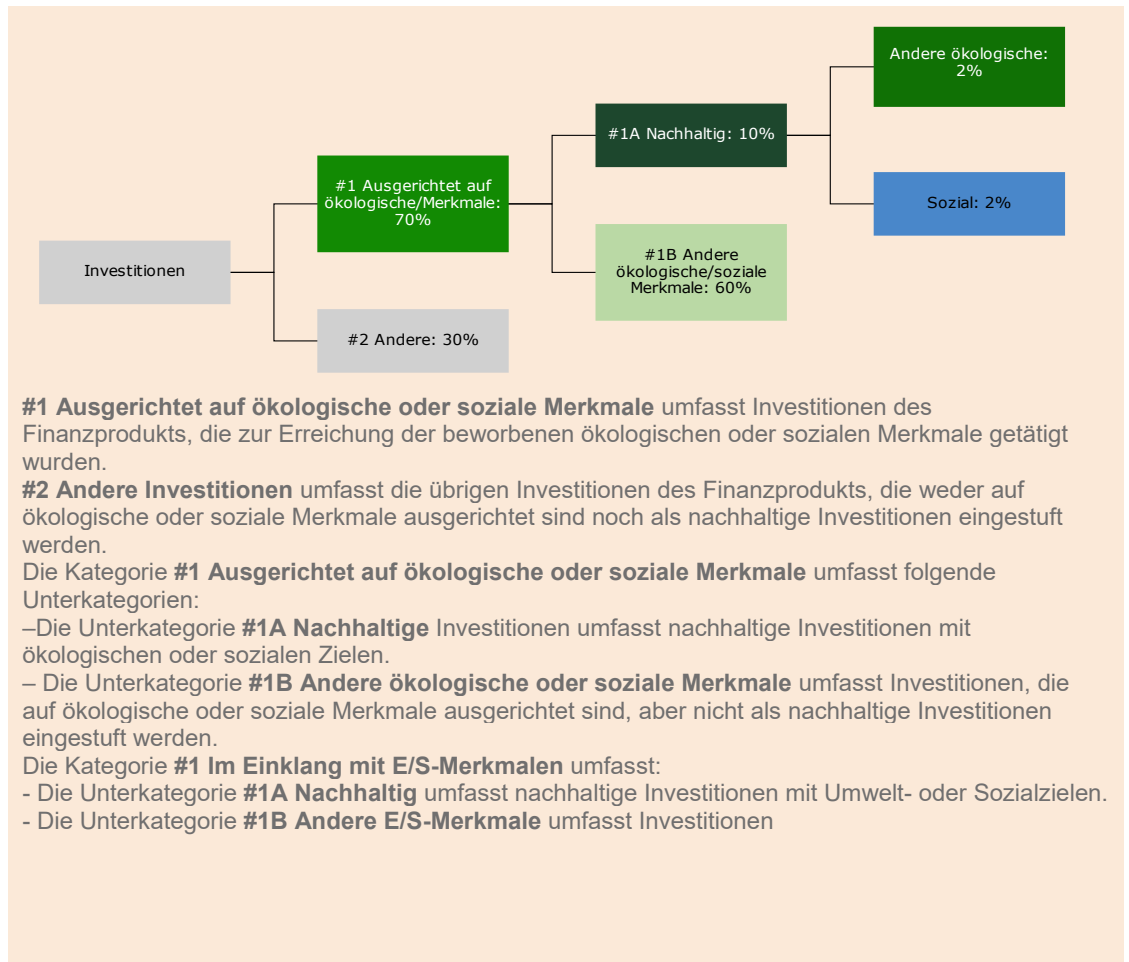 Andere ökologische:
2%
#1A Nachhaltig: 10%
#1 Ausgerichtet auf
ökologische/Merkmale:
70%
Sozial: 2%
#1B Andere
ökologische/soziale
Merkmale: 60%
Investitionen
#2 Andere: 30%
#1 Ausgerichtet auf ökologische oder soziale Merkmale umfasst Investitionen des
Finanzprodukts, die zur Erreichung der beworbenen ökologischen oder sozialen Merkmale getätigt
wurden.
#2 Andere Investitionen umfasst die übrigen Investitionen des Finanzprodukts, die weder auf
ökologische oder soziale Merkmale ausgerichtet sind noch als nachhaltige Investitionen eingestuft
werden.
Die Kategorie #1 Ausgerichtet auf ökologische oder soziale Merkmale umfasst folgende
Unterkategorien:
–Die Unterkategorie #1A Nachhaltige Investitionen umfasst nachhaltige Investitionen mit
ökologischen oder sozialen Zielen.
– Die Unterkategorie #1B Andere ökologische oder soziale Merkmale umfasst Investitionen, die
auf ökologische oder soziale Merkmale ausgerichtet sind, aber nicht als nachhaltige Investitionen
eingestuft werden.
Die Kategorie #1 Im Einklang mit E/S-Merkmalen umfasst:
- Die Unterkategorie #1A Nachhaltig umfasst nachhaltige Investitionen mit Umwelt- oder Sozialzielen.
- Die Unterkategorie #1B Andere E/S-Merkmale umfasst Investitionen